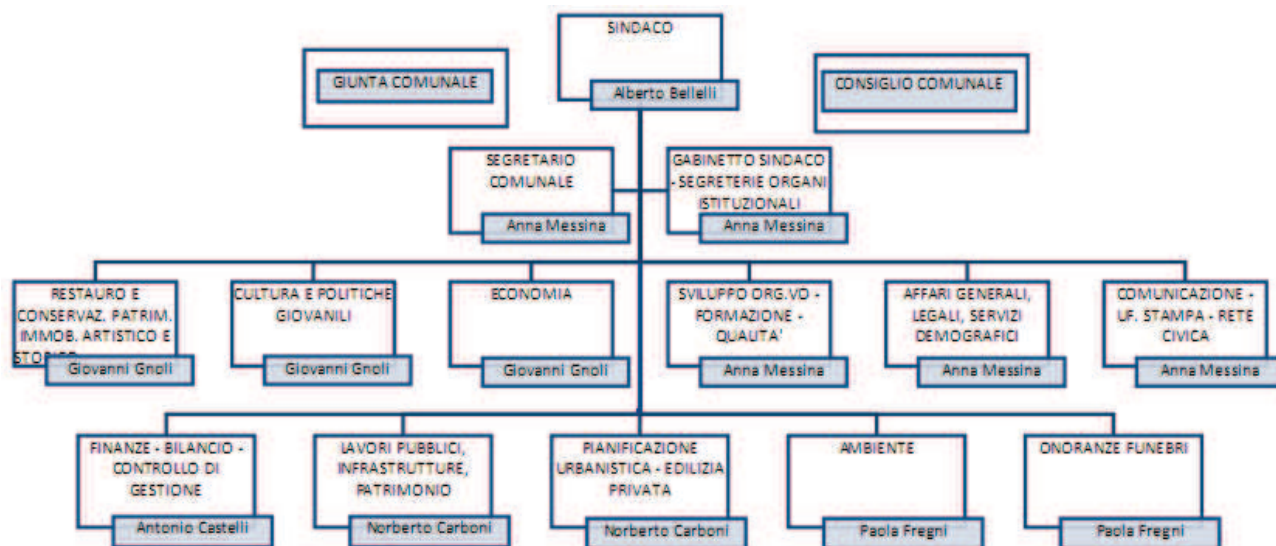 SINDACO
Alberto Bellelli
GIUNTA COMUNALE
CONSIGLIO COMUNALE
SEGRETARIO
COMUNALE
Anna Messina
GABINETTO SINDACO
- SEGRETERIE ORGANI
ISTITUZIONALI
Anna Messina
RESTAURO E
CONSERVAZ. PATRIM.
IMMOB. ARTISTICO E
Giovanni Gnoli
CULTURA E POLITICHE
GIOVANILI
Giovanni Gnoli
ECONOMIA
Giovanni Gnoli
SVILUPPO ORG.VO -
FORMAZIONE -
QUALITA'
Anna Messina
AFFARI GENERALI,
LEGALI, SERVIZI
DEMOGRAFICI
Anna Messina
COMUNICAZIONE -
UF. STAMPA - RETE
CIVICA
Anna Messina
FINANZE - BILANCIO -
CONTROLLO DI
GESTIONE
Antonio Castelli
LAVORI PUBBLICI,
INFRASTRUTTURE,
PATRIMONIO
Norberto Carboni
PIANIFICAZIONE
URBANISTICA - EDILIZIA
PRIVATA
Norberto Carboni
AMBIENTE
Paola Fregni
ONORANZE FUNEBRI
Paola Fregni